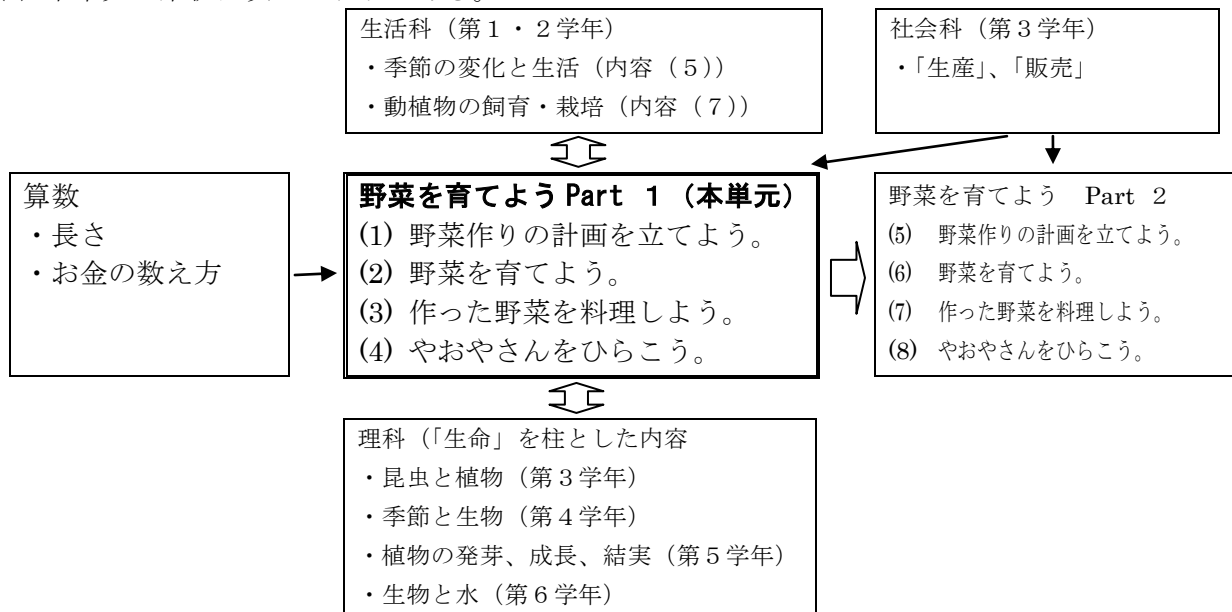 生活科（第１・２学年）
・季節の変化と生活（内容（５））
・動植物の飼育・栽培（内容（７））
社会科（第３学年）
・「生産」、「販売」
算数
・長さ
・お金の数え方
野菜を育てよう Part １（本単元）
(1) 野菜作りの計画を立てよう。
(2) 野菜を育てよう。
(3) 作った野菜を料理しよう。
(4) やおやさんをひらこう。
野菜を育てよう　Part　2
(5)　野菜作りの計画を立てよう。
(6)　野菜を育てよう。
(7)　作った野菜を料理しよう。
(8)　やおやさんをひらこう。
理科（「生命」を柱とした内容
・昆虫と植物（第３学年）
・季節と生物（第４学年）
・植物の発芽、成長、結実（第５学年）
・生物と水（第６学年）